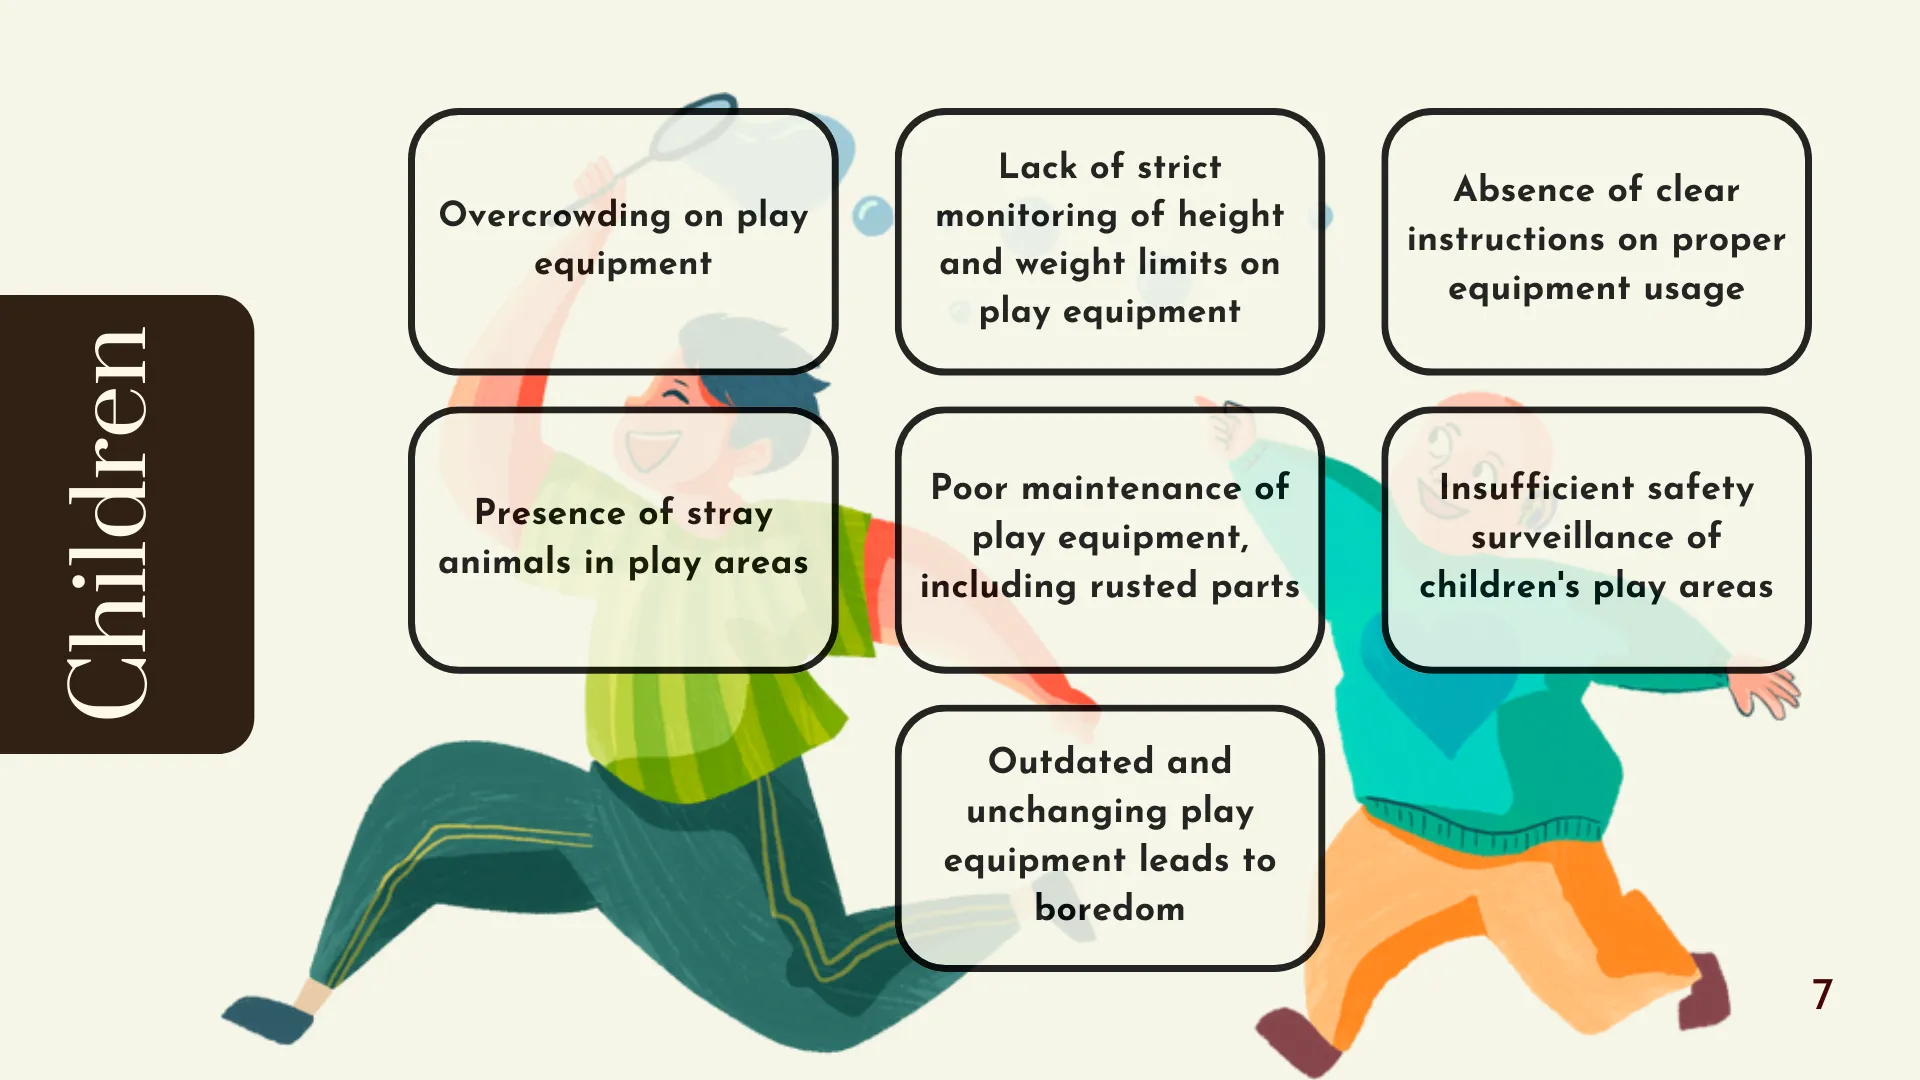 Children
Overcrowding on play
equipment
Lack of strict
monitoring of height
and weight limits on
play equipment
Absence of clear
instructions on proper
equipment usage
Presence of stray
animals in play areas
Poor maintenance of
play equipment,
including rusted parts
Insufficient safety
surveillance of
children's play areas
Outdated and
unchanging play
equipment leads to
boredom
7